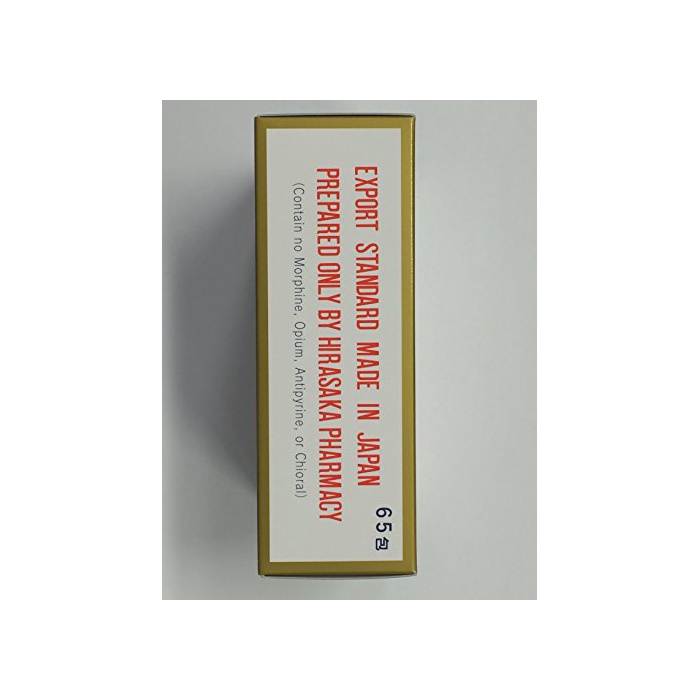 65包
EXPORT STANDARD MADE IN JAPAN
PREPARED ONLY BY HIRASAKA PHARMACY
(Contain no Morphine, Opium, Antipyrine, or Chioral)